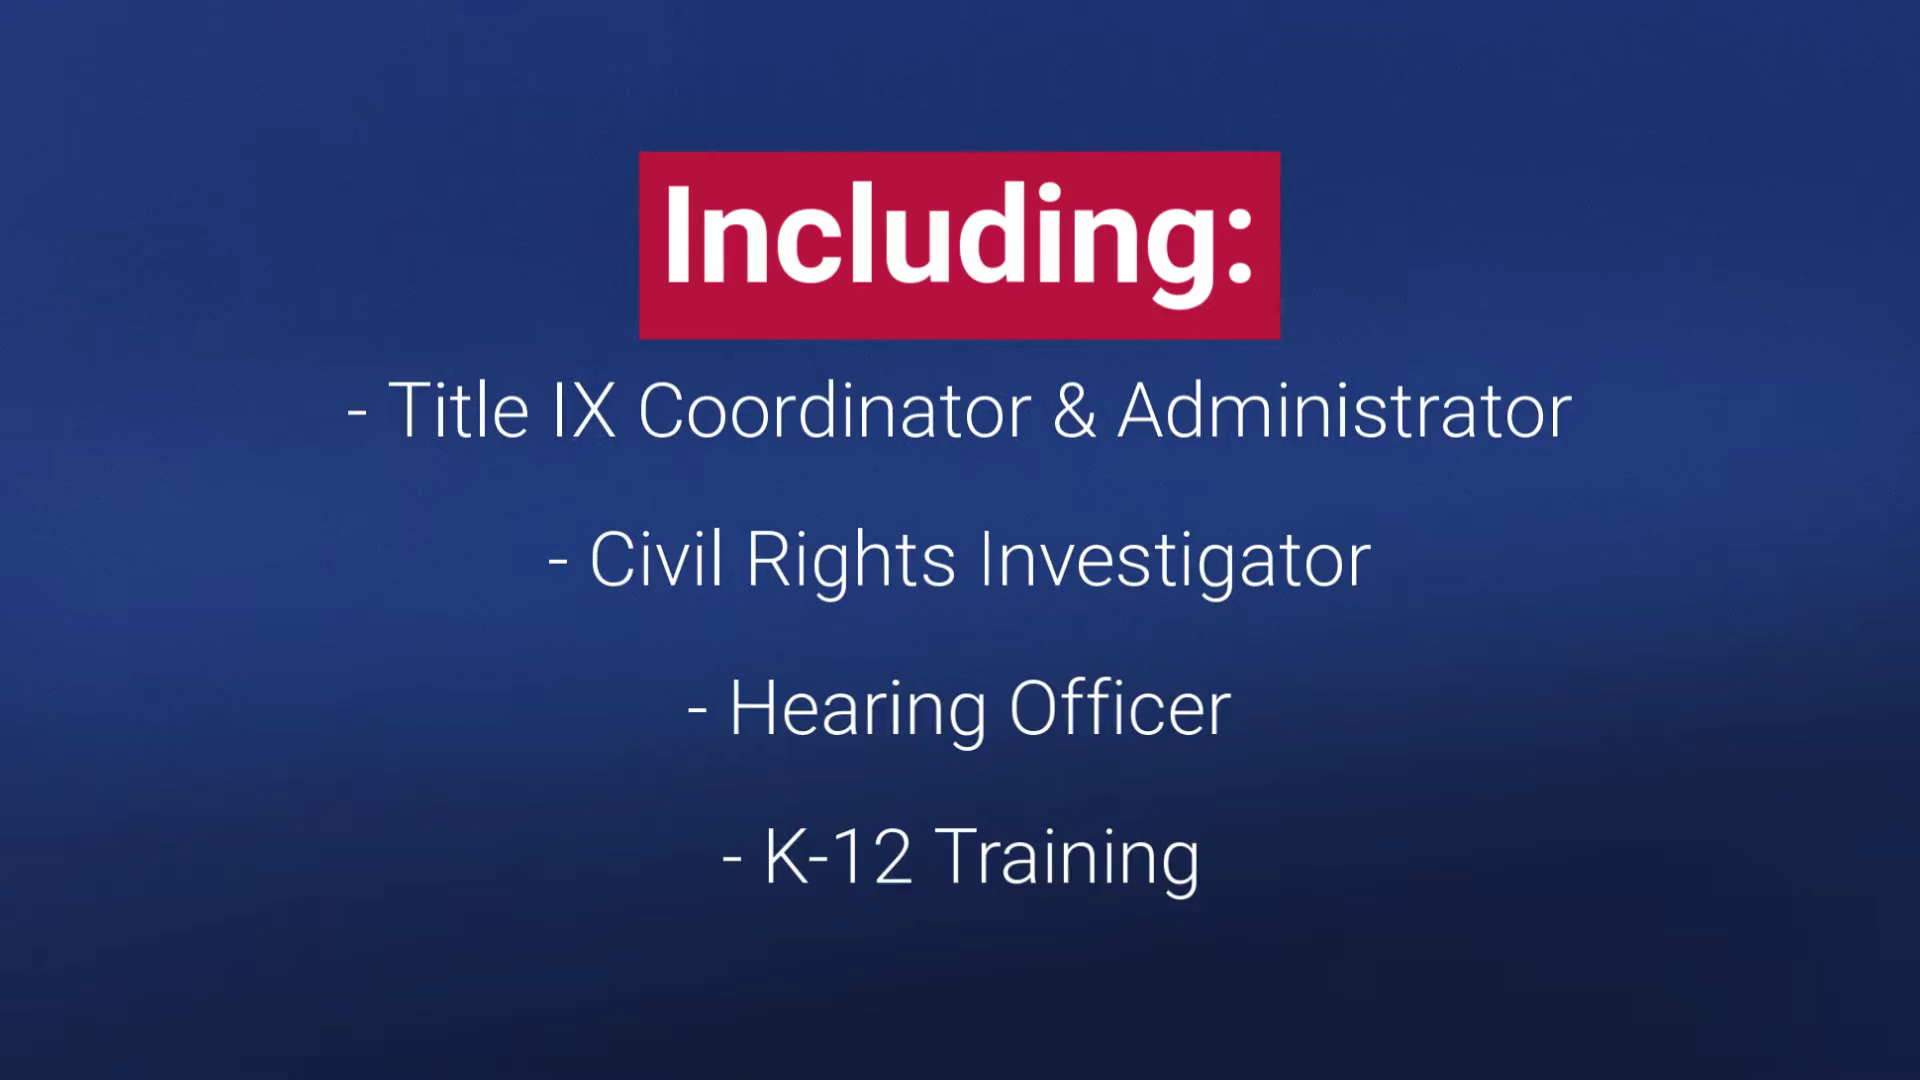 Including:
- Title IX Coordinator & Administrator
- Civil Rights Investigator
- Hearing Officer
- K-12 Training